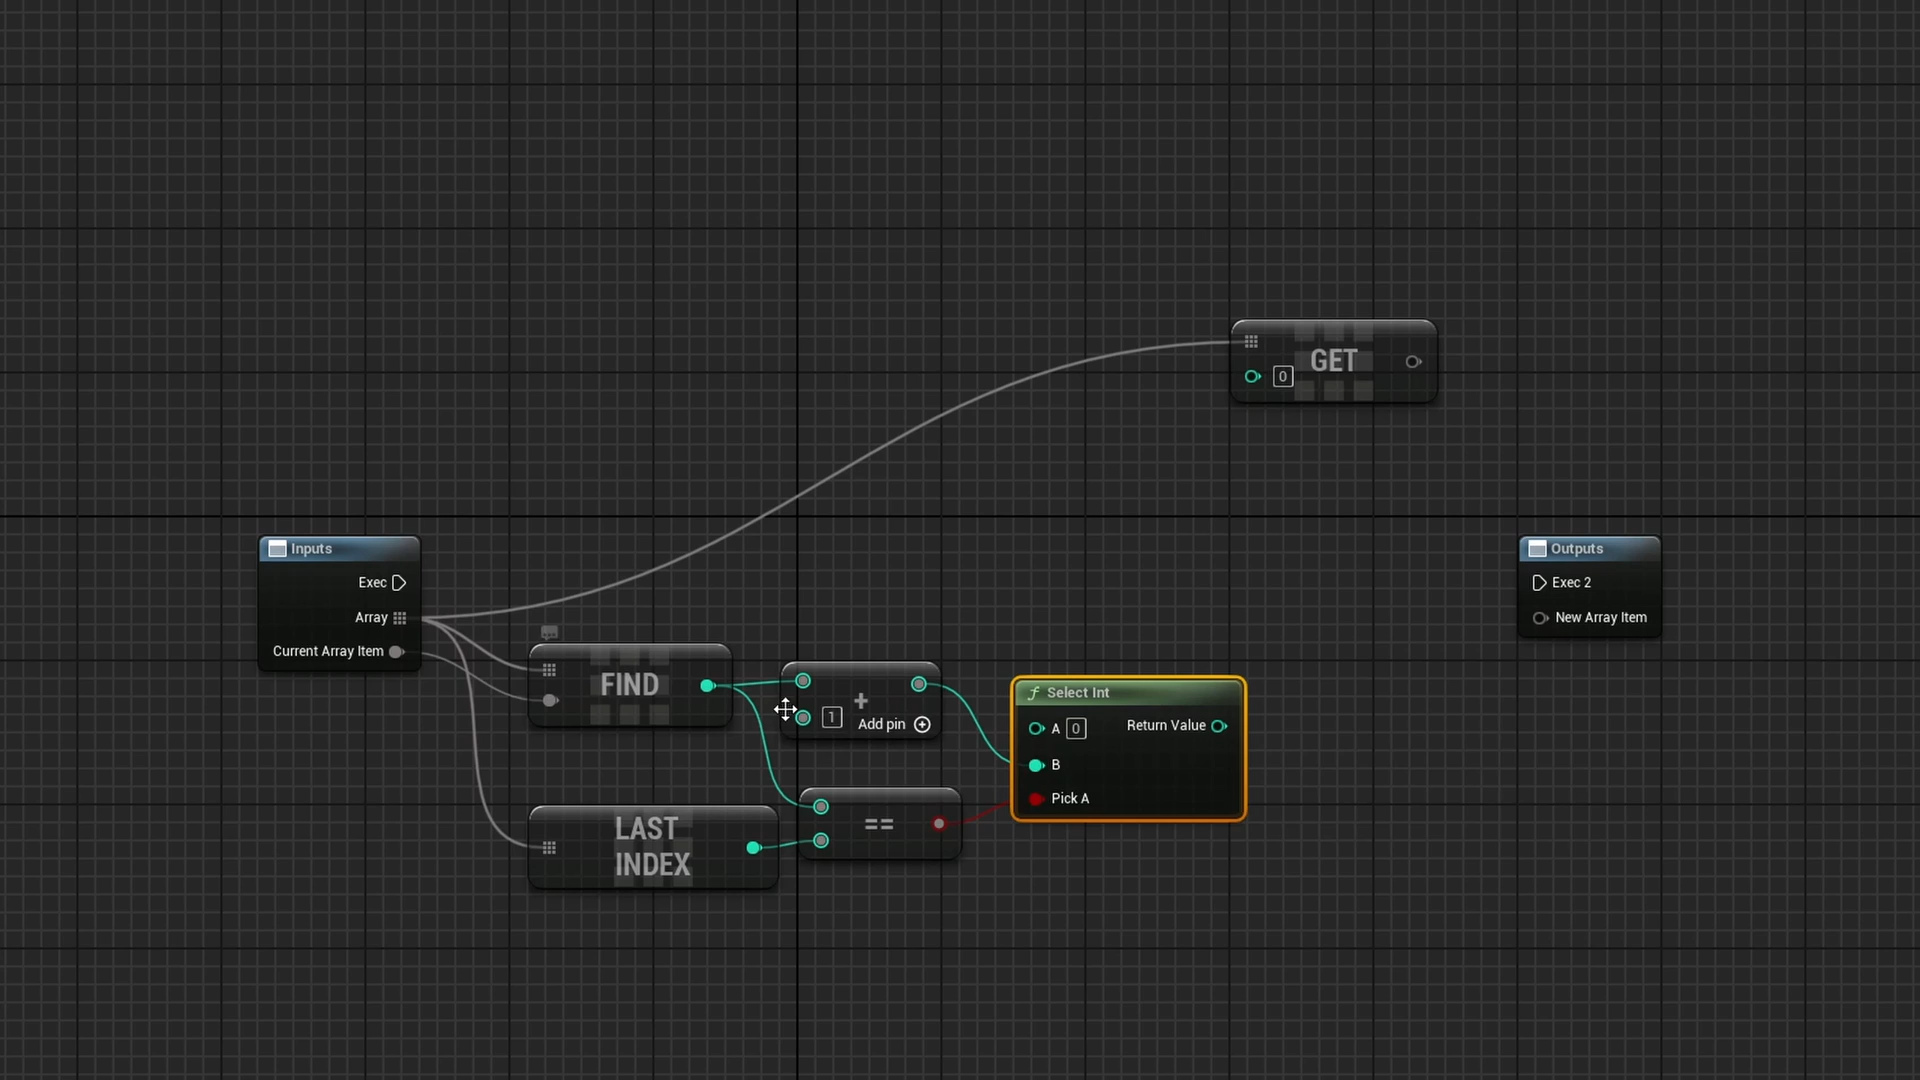 GET
0
Inputs
Exec
Array
Current Array Item
Outputs
Exec 2
New Array Item
FIND
+
1
Add pin
f Select Int
A 0
Return Value
B
Pick A
LAST
INDEX
==